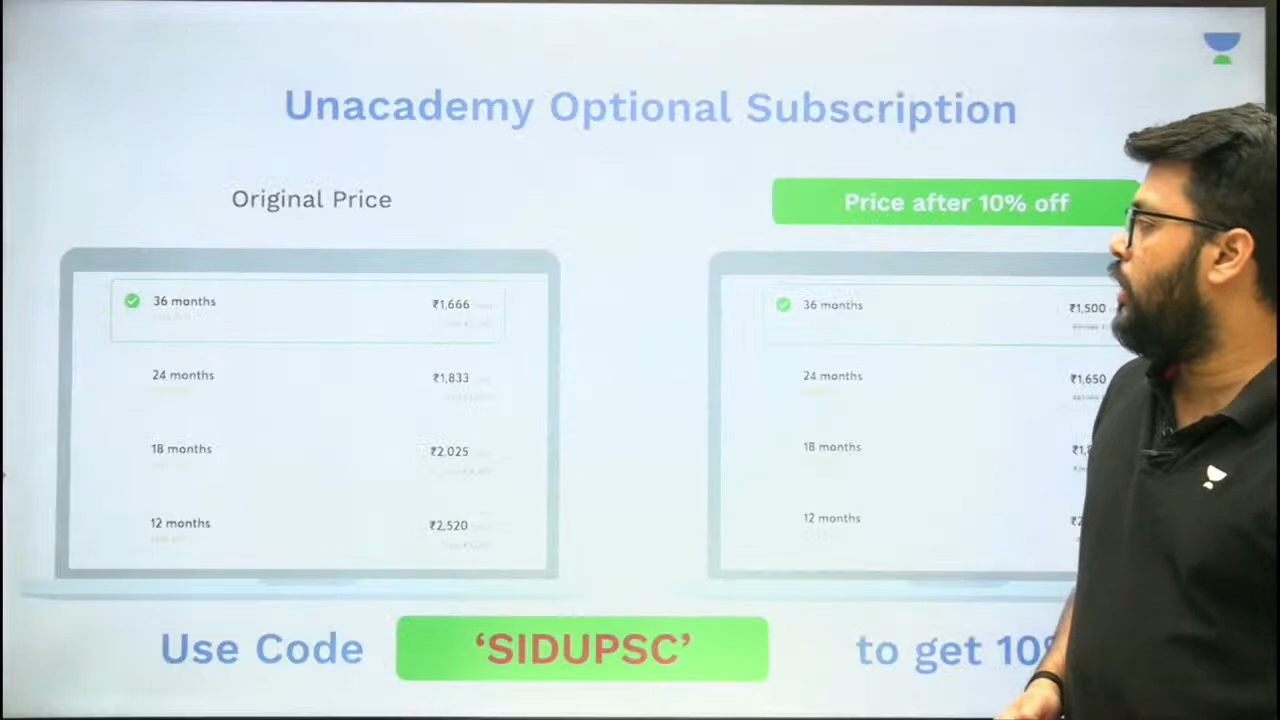 Unacademy Optional Subscription
Original Price
Price after 10% off
36 months ₹1,666
24 months ₹1,833
18 months ₹2,025
12 months ₹2,520
36 months ₹1,500
24 months ₹1,650
18 months
12 months
Use Code 'SIDUPSC' to get